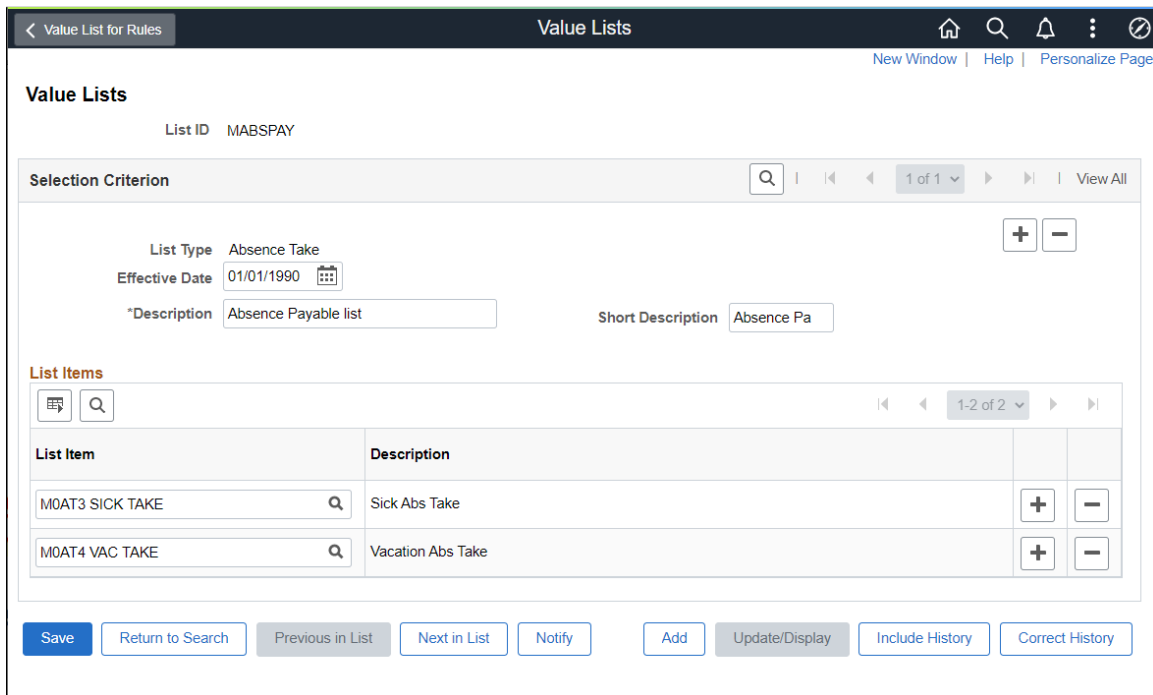 Value List for Rules
Value Lists
New Window | Help | Personalize Page
Value Lists
List ID MABSPAY
Selection Criterion
1 of 1
View All
List Type Absence Take
Effective Date 01/01/1990
*Description Absence Payable list
Short Description Absence Pa
List Items
1-2 of 2
List Item Description
M0AT3 SICK TAKE Sick Abs Take
M0AT4 VAC TAKE Vacation Abs Take
Save Return to Search Previous in List Next in List Notify Add Update/Display Include History Correct History